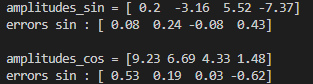 amplitudes_sin = [ 0.2  -3.16  5.52 -7.37]
errors sin : [ 0.08  0.24 -0.08  0.43]
amplitudes_cos = [9.23 6.69 4.33 1.48]
errors sin : [ 0.53  0.19  0.03 -0.62]